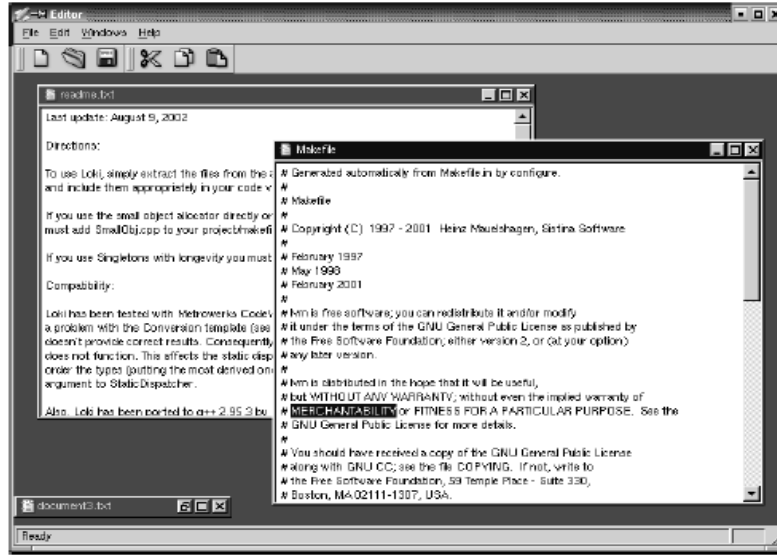 Editor
File Edit Windows Help
readme.txt
Last update: August 9, 2002
Directions:
To use Loki, simply extract the files from the
and include them appropriately in your code
If you use the small object allocator directly or
must add SmallObj.cpp to your project/makefi
If you use Singletons with longevity you must
Compatibility:
Loki has been tested with Metrowerks Code
a problem with the Conversion template (see
doesn't provide correct results. Consequently
does not function. This affects the static disp
order the types (putting the most derived on
argument to StaticDispatcher.
Also, Loki has been ported to g++ 2.95.3 by
Makefile
# Generated automatically from Makefile.in by configure.
#
# Makefile
#
# Copyright (C) 1997 - 2001 Heinz Mauelshagen, Sistina Software
#
# February 1997
# May 1998
# February 2001
#
# lvm is free software; you can redistribute it and/or modify
# it under the terms of the GNU General Public License as published by
# the Free Software Foundation; either version 2, or (at your option)
# any later version.
#
# lvm is distributed in the hope that it will be useful,
# but WITHOUT ANY WARRANTY; without even the implied warranty of
# MERCHANTABILITY or FITNESS FOR A PARTICULAR PURPOSE. See the
# GNU General Public License for more details.
#
# You should have received a copy of the GNU General Public License
# along with GNU CC; see the file COPYING. If not, write to
# the Free Software Foundation, 59 Temple Place - Suite 330,
# Boston, MA 02111-1307, USA.
document3.txt
Ready